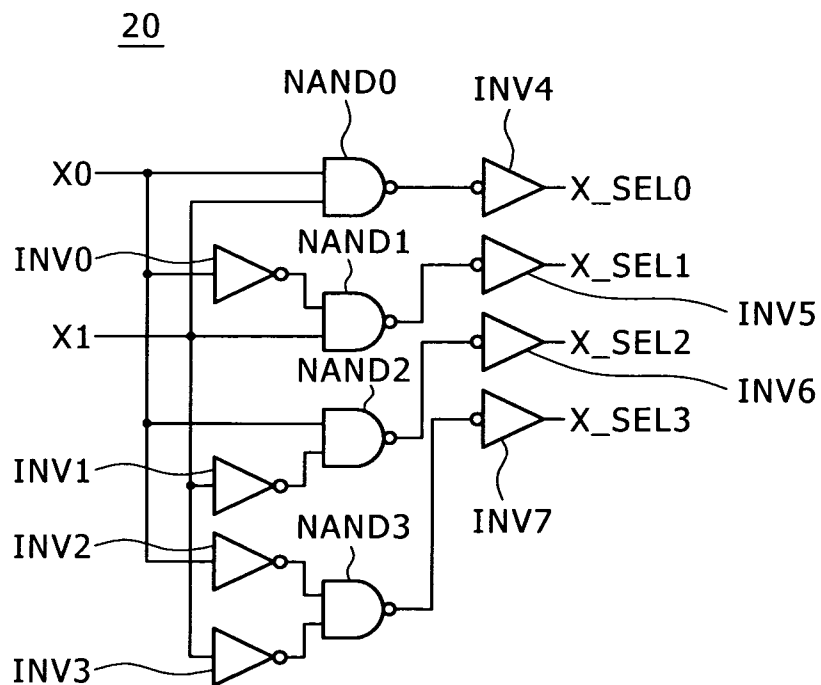 20
NAND0
INV4
X0
X_SEL0
INV0
NAND1
X_SEL1
X1
INV5
NAND2
X_SEL2
INV6
X_SEL3
INV1
INV7
INV2
NAND3
INV3